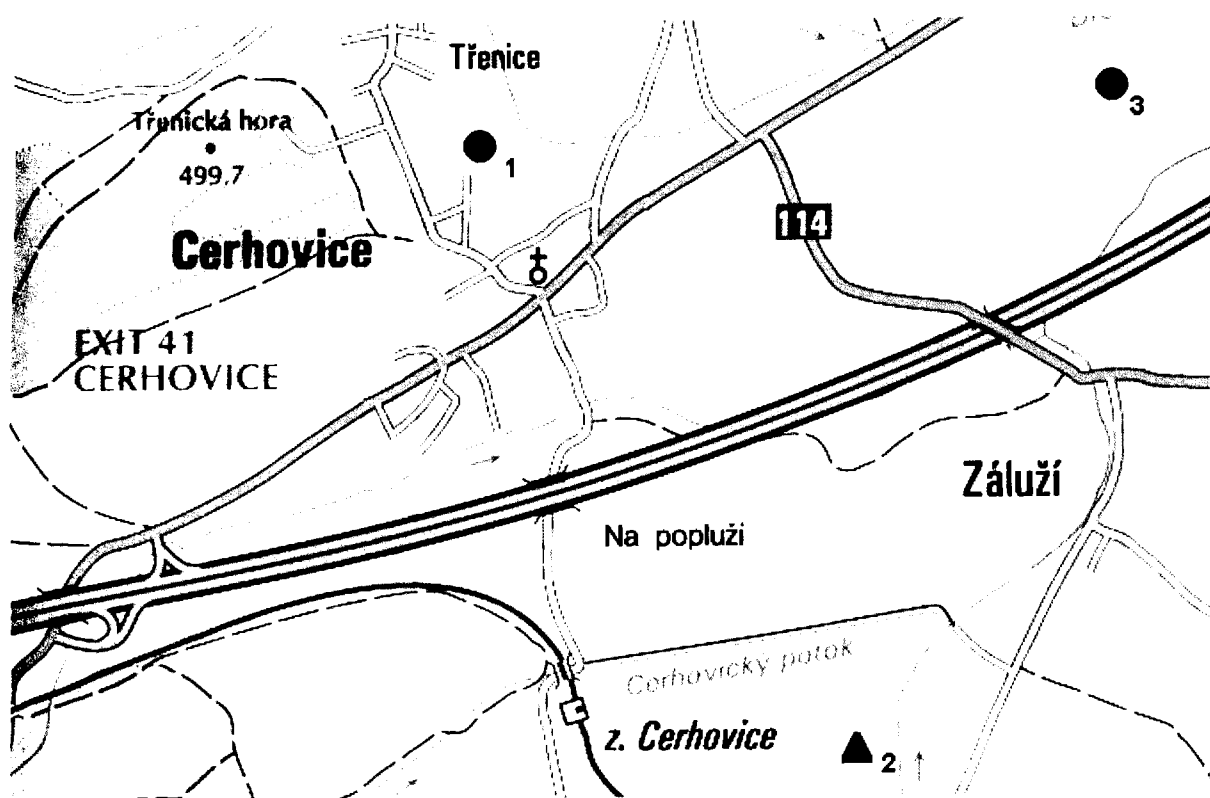 Třenice
3
Třenická hora
499,7
1
114
Cerhovice
EXIT 41
CERHOVICE
Záluží
Na popluží
Cerhovický potok
z. Cerhovice
2